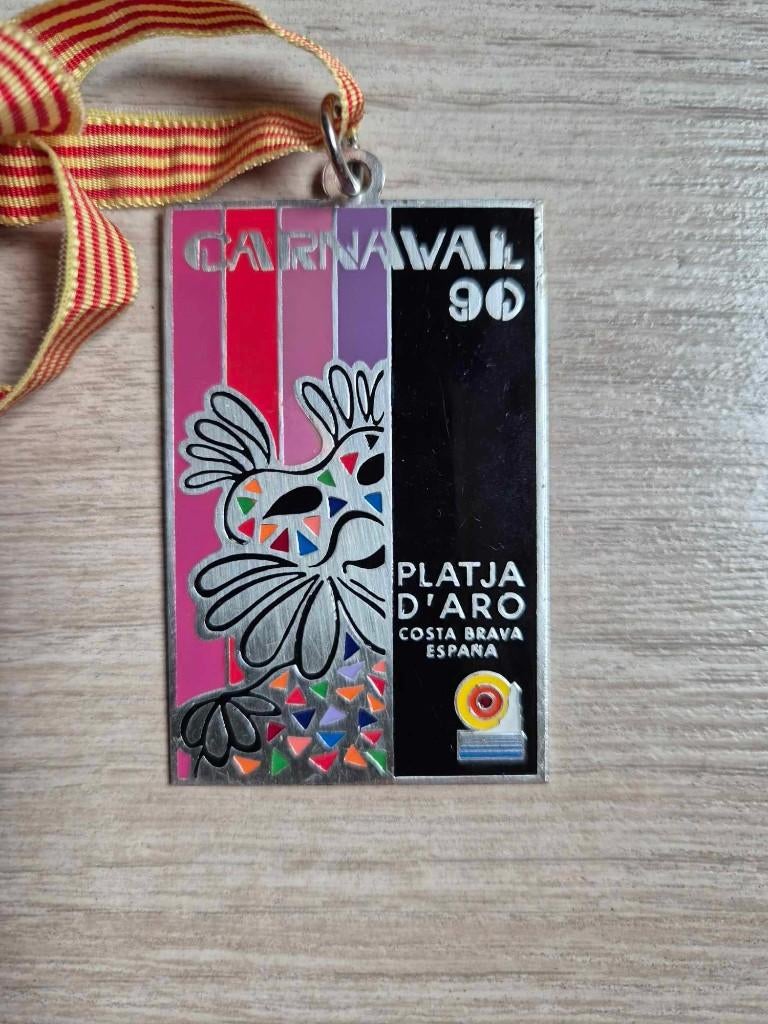 CARNAVAL
90
PLATJA
D'ARO
COSTA BRAVA
ESPAÑA